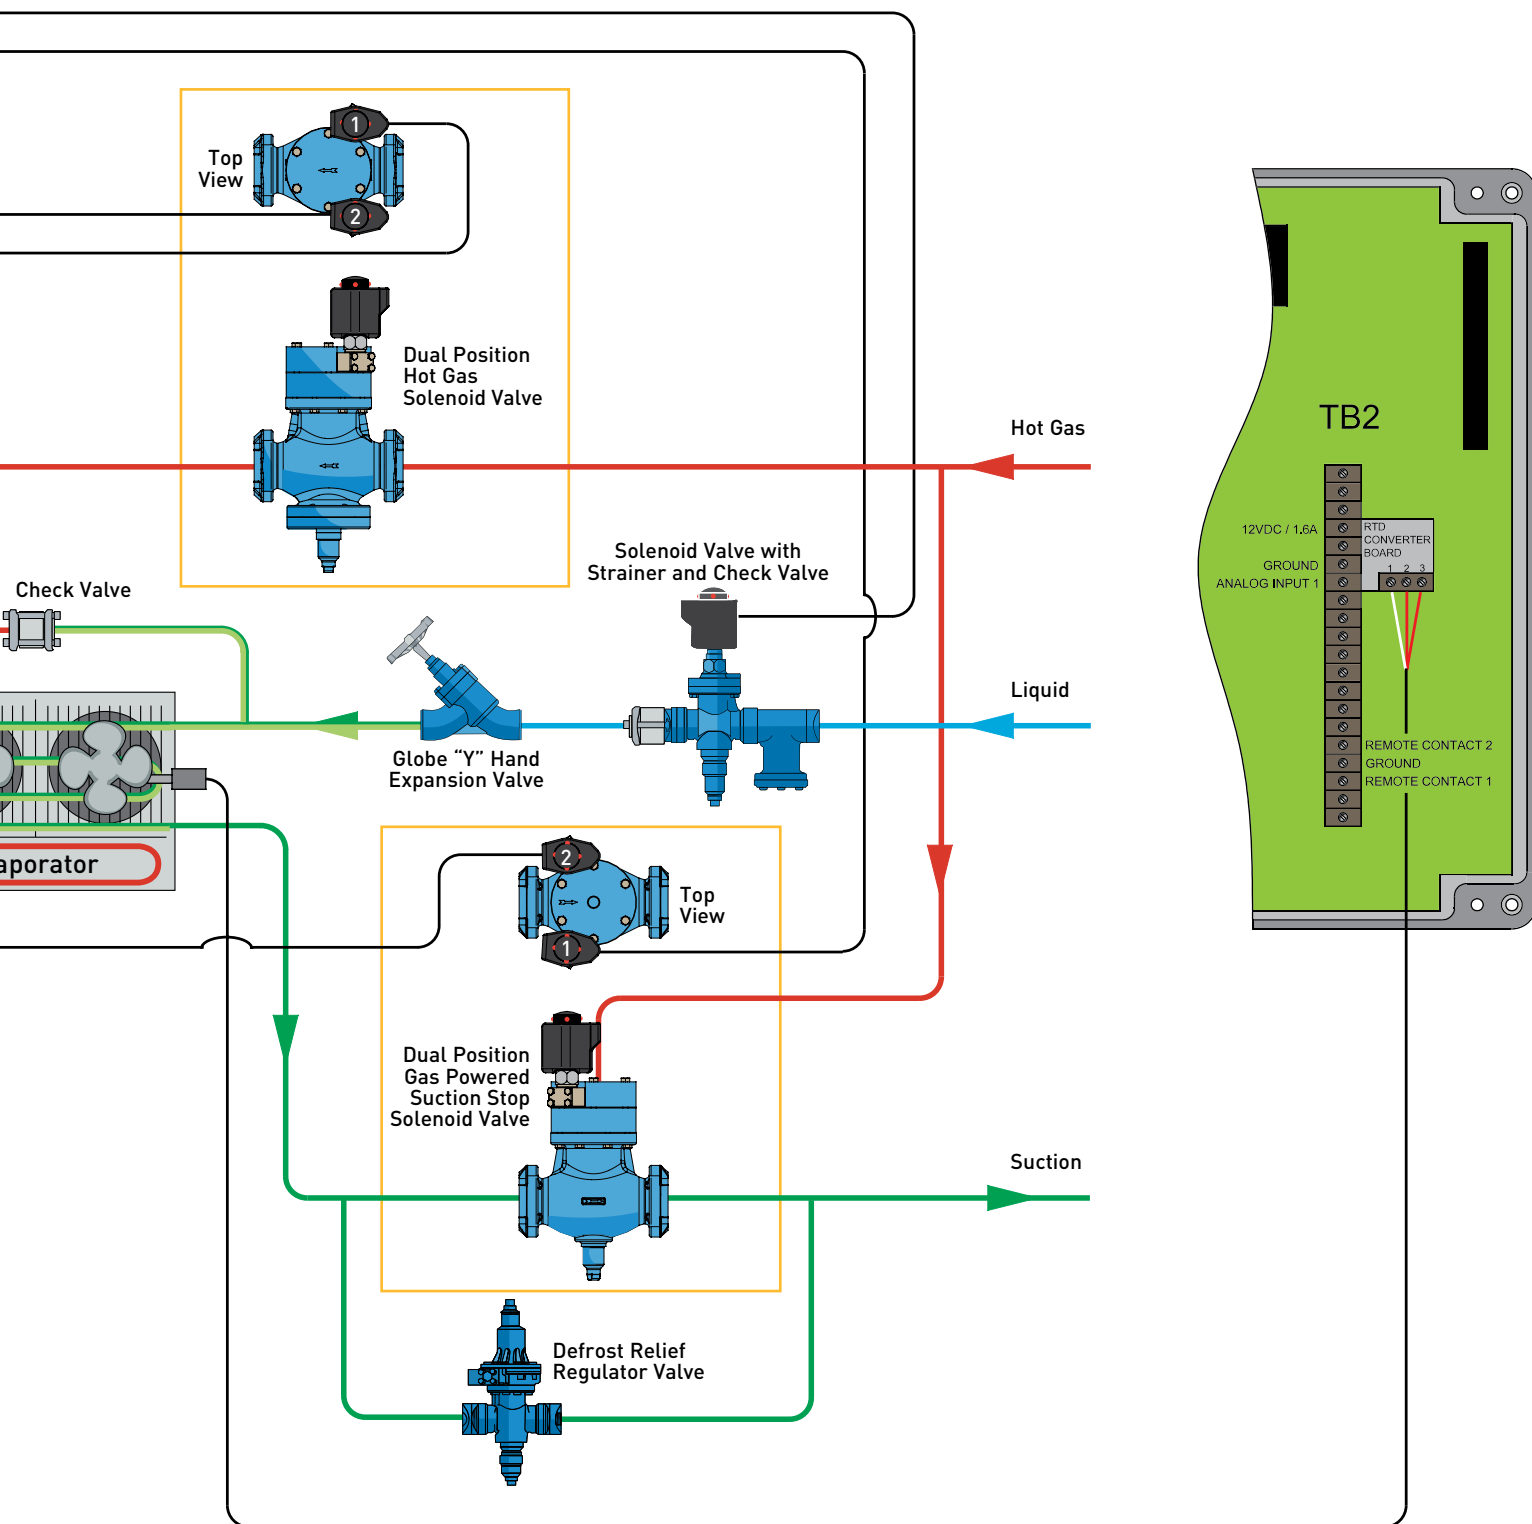 1
Top
View
2
Dual Position
Hot Gas
Solenoid Valve
Hot Gas
Solenoid Valve with
Strainer and Check Valve
Check Valve
Liquid
Globe “Y” Hand
Expansion Valve
aporator
2
Top
View
1
Dual Position
Gas Powered
Suction Stop
Solenoid Valve
Suction
Defrost Relief
Regulator Valve
TB2
12VDC / 1.6A
RTD
CONVERTER
BOARD
GROUND
1 2 3
ANALOG INPUT 1
REMOTE CONTACT 2
GROUND
REMOTE CONTACT 1